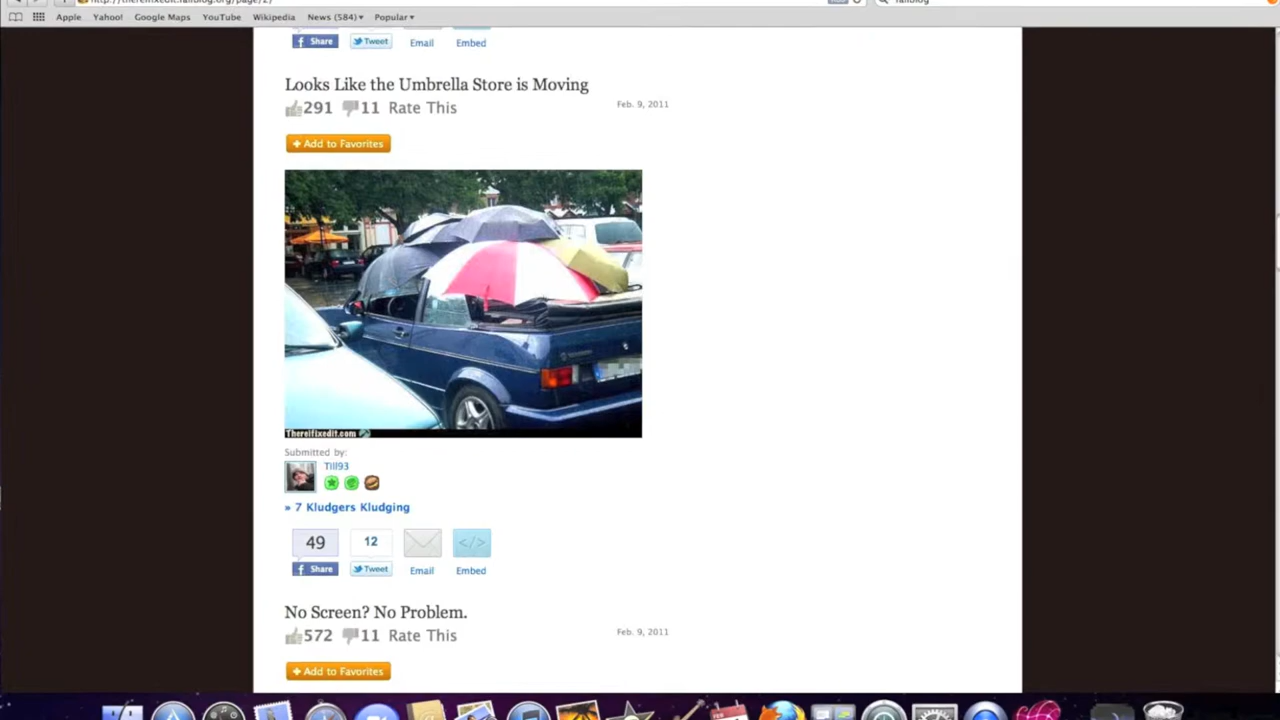 Apple Yahoo! Google Maps YouTube Wikipedia News (584) Popular
Share Tweet Email Embed
Looks Like the Umbrella Store is Moving
291 11 Rate This Feb. 9, 2011
+ Add to Favorites
Thereifixedit.com
Submitted by:
Till93
» 7 Kludgers Kludging
49 12 </>
Share Tweet Email Embed
No Screen? No Problem.
572 11 Rate This Feb. 9, 2011
+ Add to Favorites